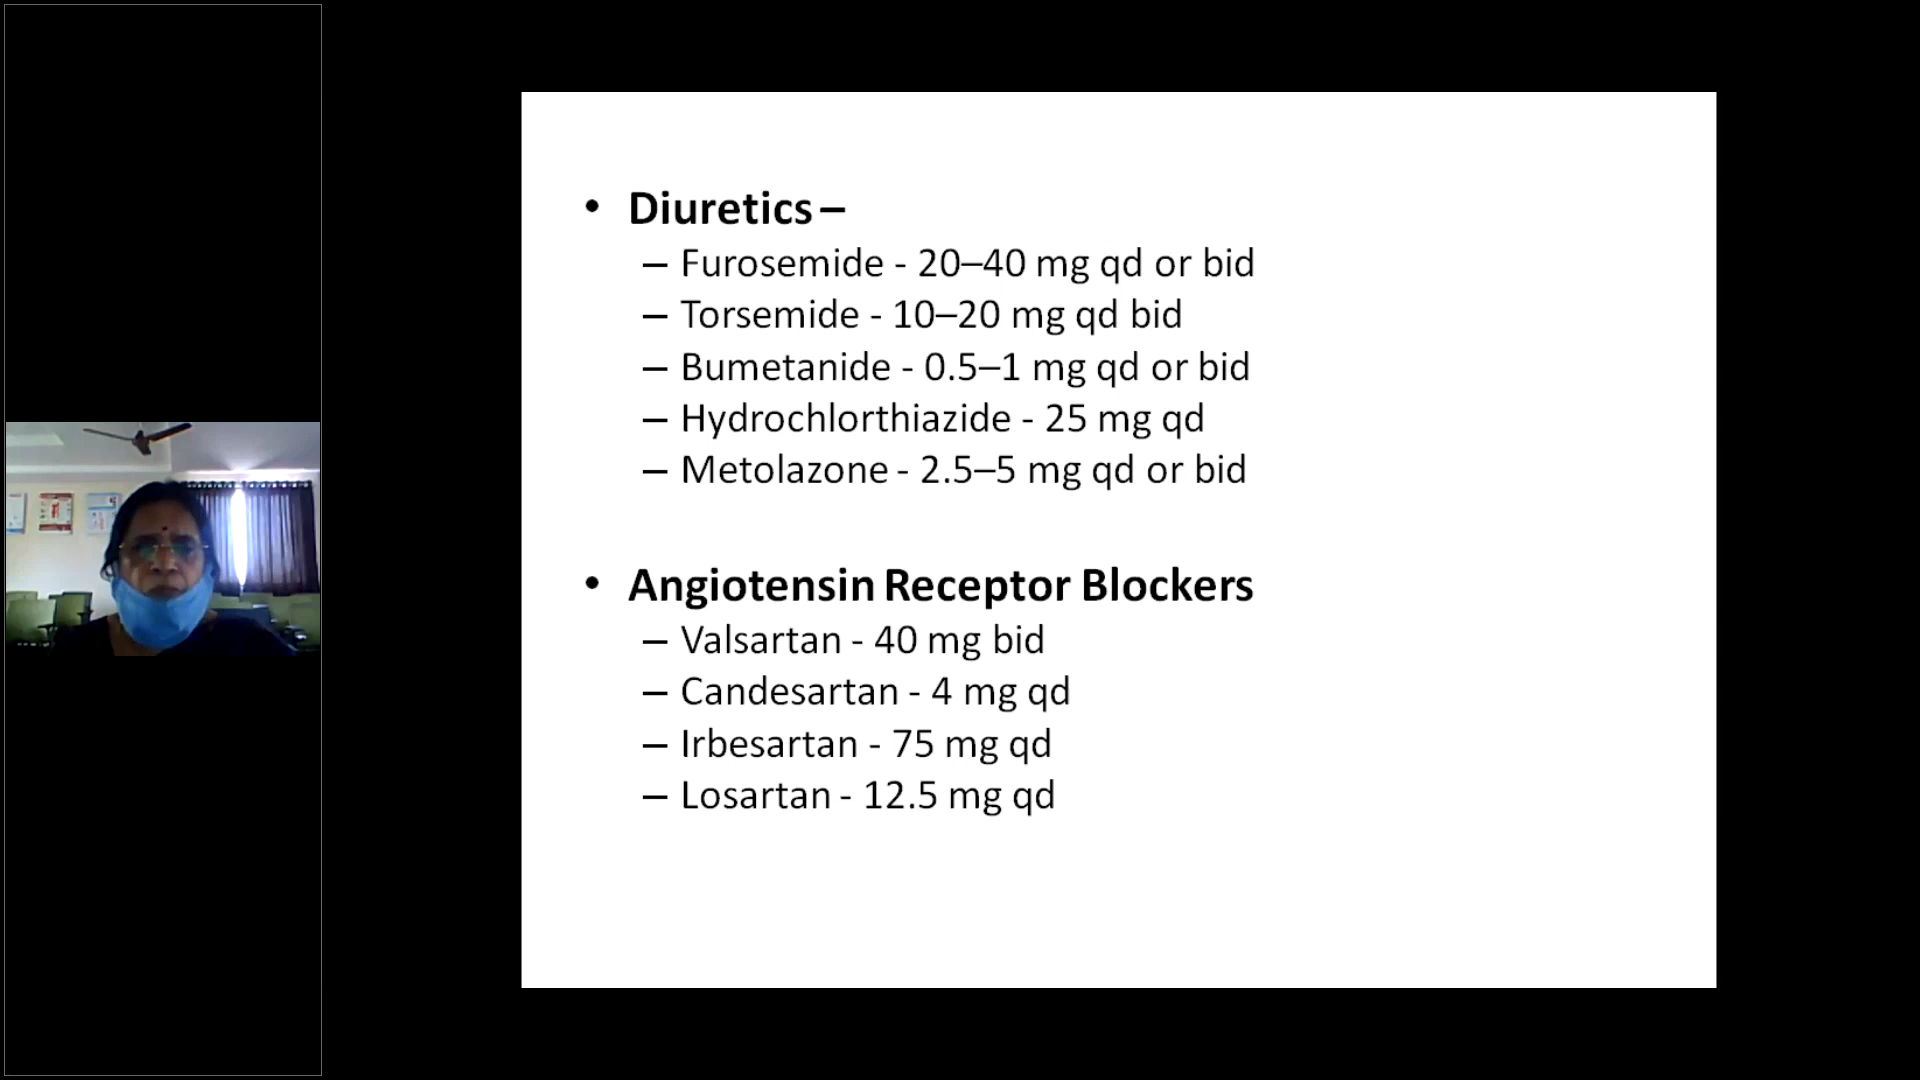 • Diuretics –
– Furosemide - 20–40 mg qd or bid
– Torsemide - 10–20 mg qd bid
– Bumetanide - 0.5–1 mg qd or bid
– Hydrochlorthiazide - 25 mg qd
– Metolazone - 2.5–5 mg qd or bid
• Angiotensin Receptor Blockers
– Valsartan - 40 mg bid
– Candesartan - 4 mg qd
– Irbesartan - 75 mg qd
– Losartan - 12.5 mg qd